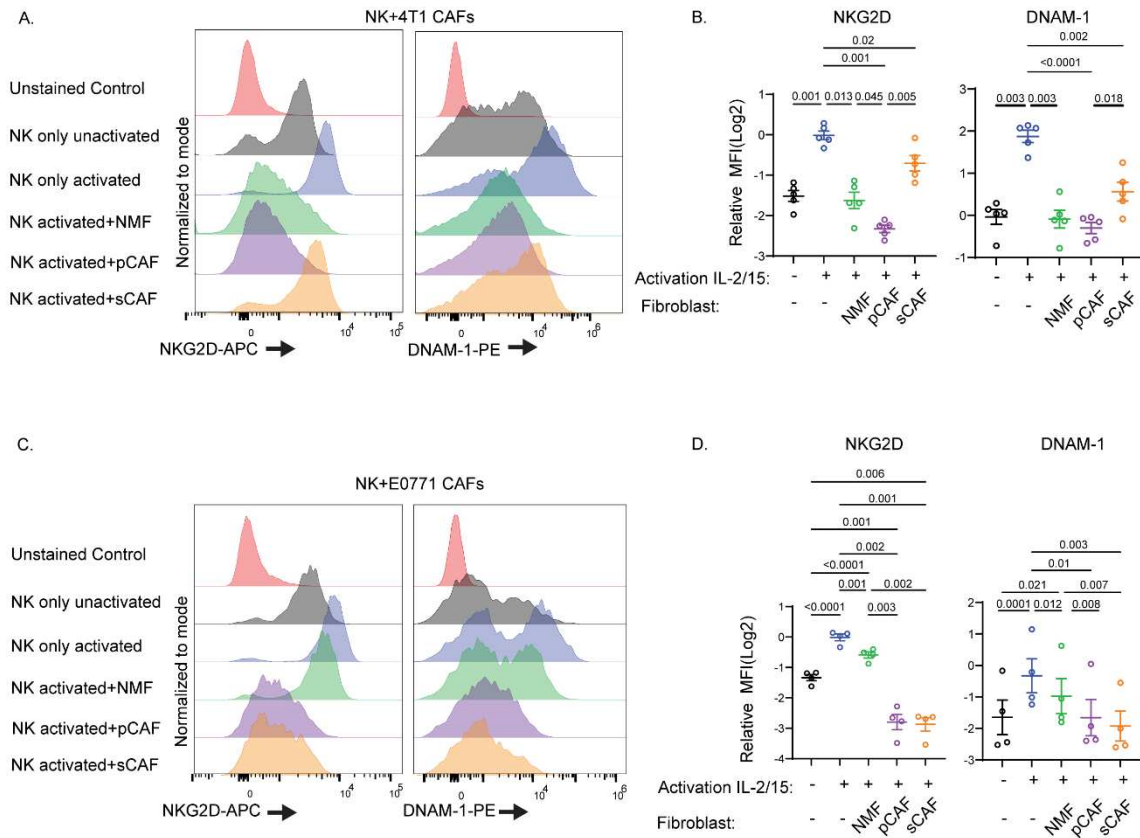 A.
NK+4T1 CAFs
Unstained Control
NK only unactivated
NK only activated
NK activated+NMF
NK activated+pCAF
NK activated+sCAF
Normalized to mode
0 10^4 10^5
0 10^4 10^6
NKG2D-APC
DNAM-1-PE
B.
NKG2D
DNAM-1
0.02
0.001
0.001 0.013 0.045 0.005
0.002
<0.0001
0.003 0.003 0.018
Relative MFI(Log2)
1
0
-1
-2
-3
3
2
1
0
-1
Activation IL-2/15: - + + + + - + + + +
Fibroblast: - - NMF pCAF sCAF - - NMF pCAF sCAF
C.
NK+E0771 CAFs
Unstained Control
NK only unactivated
NK only activated
NK activated+NMF
NK activated+pCAF
NK activated+sCAF
Normalized to mode
0 10^4 10^5
0 10^4 10^6
NKG2D-APC
DNAM-1-PE
D.
NKG2D
DNAM-1
0.006
0.001
0.001
0.002
<0.0001
0.001 0.002
<0.0001 0.003
0.003
0.01
0.021 0.007
0.0001 0.012 0.008
Relative MFI(Log2)
1
0
-1
-2
-3
-4
2
1
0
-1
-2
-3
Activation IL-2/15: - + + + + - + + + +
Fibroblast: - - NMF pCAF sCAF - - NMF pCAF sCAF